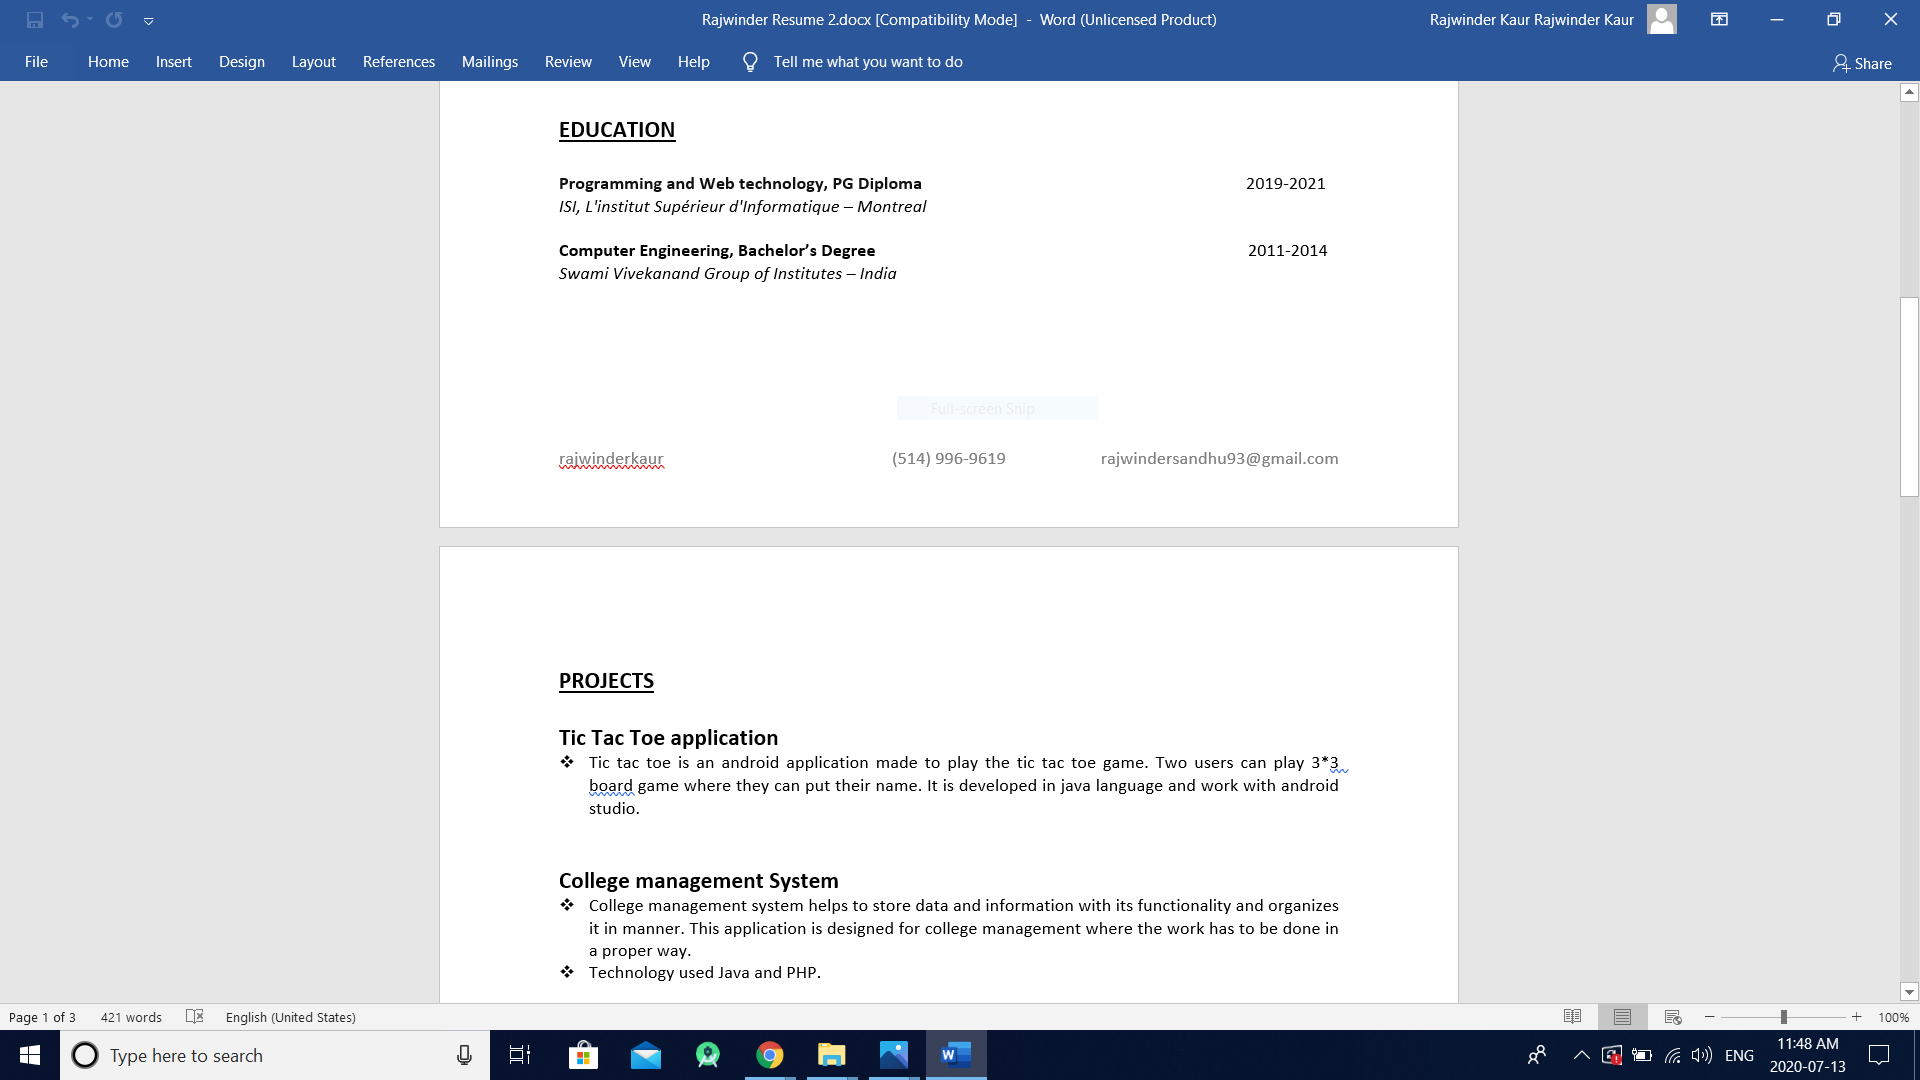 Rajwinder Resume 2.docx [Compatibility Mode] - Word (Unlicensed Product)
Rajwinder Kaur Rajwinder Kaur
File Home Insert Design Layout References Mailings Review View Help Tell me what you want to do
Share
EDUCATION
Programming and Web technology, PG Diploma 2019-2021
ISI, L'institut Supérieur d'Informatique – Montreal
Computer Engineering, Bachelor’s Degree 2011-2014
Swami Vivekanand Group of Institutes – India
Full-screen Snip
rajwinderkaur (514) 996-9619 rajwindersandhu93@gmail.com
PROJECTS
Tic Tac Toe application
❖ Tic tac toe is an android application made to play the tic tac toe game. Two users can play 3*3
board game where they can put their name. It is developed in java language and work with android
studio.
College management System
❖ College management system helps to store data and information with its functionality and organizes
it in manner. This application is designed for college management where the work has to be done in
a proper way.
❖ Technology used Java and PHP.
Page 1 of 3 421 words English (United States) 100%
Type here to search
ENG
11:48 AM
2020-07-13